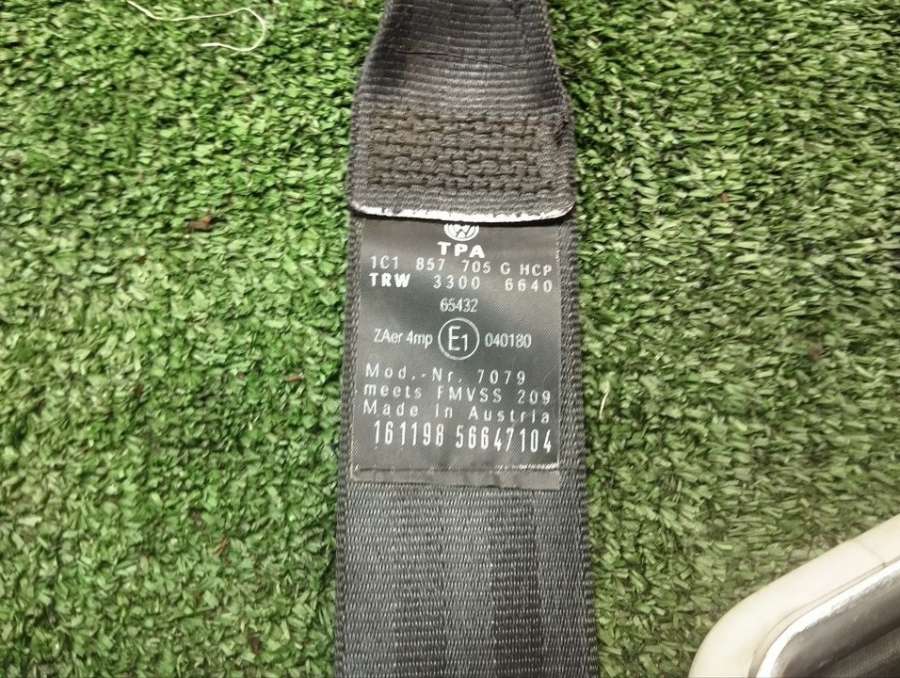 TPA
1C1 857 705 G HCP
TRW 3300 6640
65432
ZAer 4mp E1 040180
Mod.-Nr. 7079
meets FMVSS 209
Made in Austria
161198 56647104